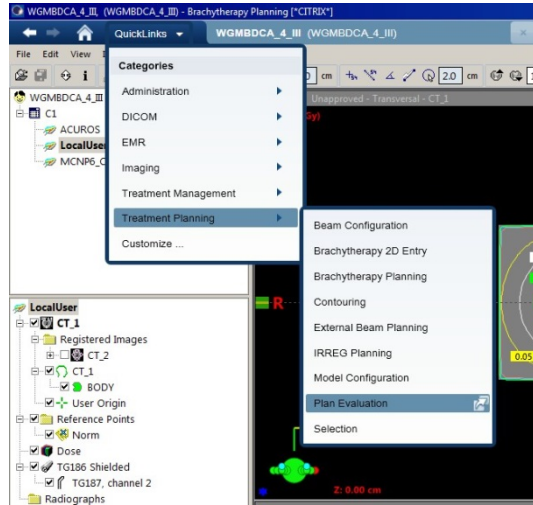 WGMBDCA_4_III, (WGMBDCA_4_III) - Brachytherapy Planning [*CITRIX*]
QuickLinks
WGMBDCA_4_III (WGMBDCA_4_III)
File Edit View
2.0 cm
cm
Categories
Administration
DICOM
EMR
Imaging
Treatment Management
Treatment Planning
Customize ...
Beam Configuration
Brachytherapy 2D Entry
Brachytherapy Planning
Contouring
External Beam Planning
IRREG Planning
Model Configuration
Plan Evaluation
Selection
WGMBDCA_4_III
C1
ACUROS
LocalUse
MCNP6_C
Unapproved - Transversal - CT_1
Gy)
R
0.05
Z: 0.00 cm
LocalUser
CT_1
Registered Images
CT_2
CT_1
BODY
User Origin
Reference Points
Norm
Dose
TG186 Shielded
TG187, channel 2
Radiographs